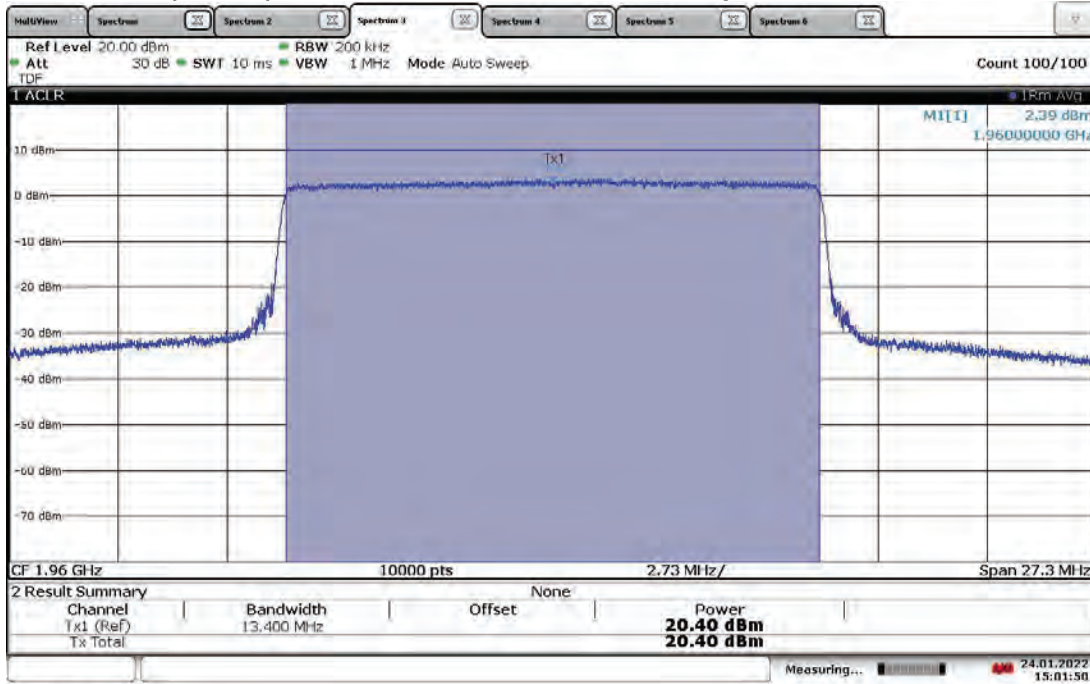 MultiView Spectrum Spectrum 2 Spectrum 3 Spectrum 4 Spectrum 5 Spectrum 6
Ref Level 20.00 dBm RBW 200 kHz
Att 30 dB SWT 10 ms VBW 1 MHz Mode Auto Sweep Count 100/100
TDF
1 ACLR 1Rm Avg
M1[1] 2.39 dBm
1.96000000 GHz
10 dBm
Tx1
0 dBm
-10 dBm
-20 dBm
-30 dBm
-40 dBm
-50 dBm
-60 dBm
-70 dBm
CF 1.96 GHz 10000 pts 2.73 MHz/ Span 27.3 MHz
2 Result Summary None
Channel Bandwidth Offset Power
Tx1 (Ref) 13.400 MHz 20.40 dBm
Tx Total 20.40 dBm
Measuring... 24.01.2022
15:01:50